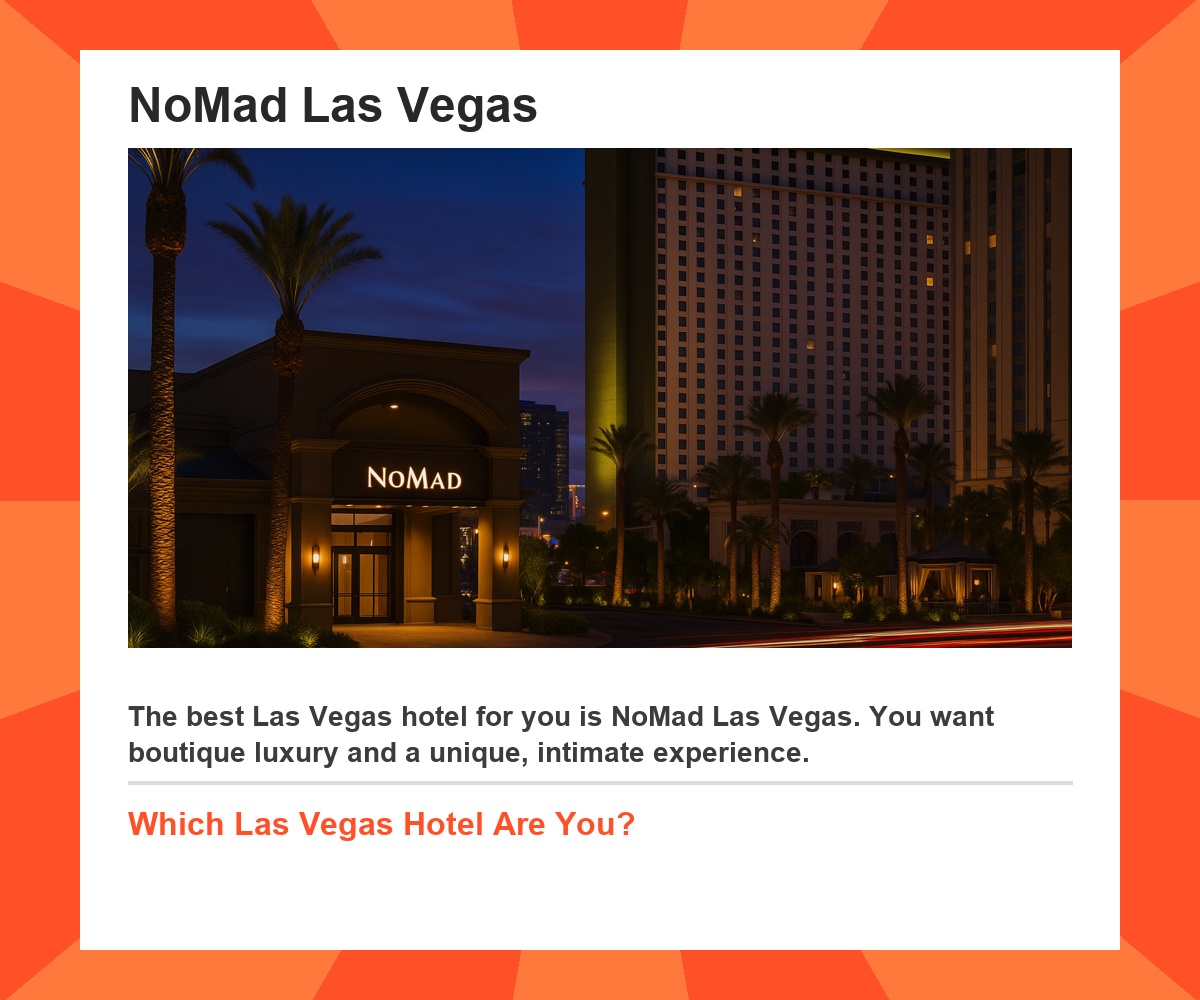 NoMad Las Vegas
NOMAD
The best Las Vegas hotel for you is NoMad Las Vegas. You want
boutique luxury and a unique, intimate experience.
Which Las Vegas Hotel Are You?